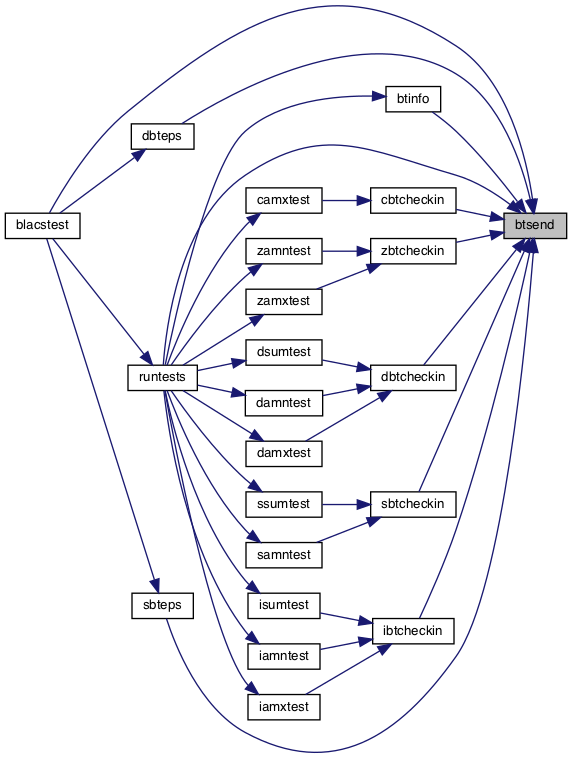 btinfo
dbteps
camxtest
cbtcheckin
blacstest
btsend
zamntest
zbtcheckin
zamxtest
dsumtest
runtests
dbtcheckin
damntest
damxtest
ssumtest
sbtcheckin
samntest
sbteps
isumtest
ibtcheckin
iamntest
iamxtest